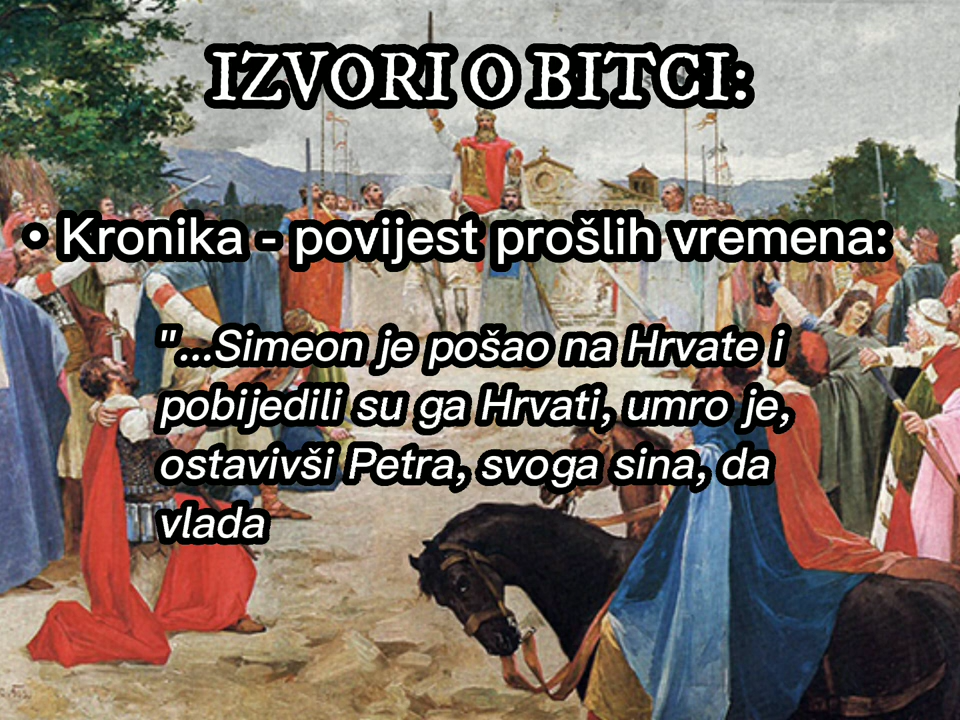 IZVORI O BITCI:
• Kronika - povijest prošlih vremena:
"...Simeon je pošao na Hrvate i
pobijedili su ga Hrvati, umro je,
ostavivši Petra, svoga sina, da
vlada